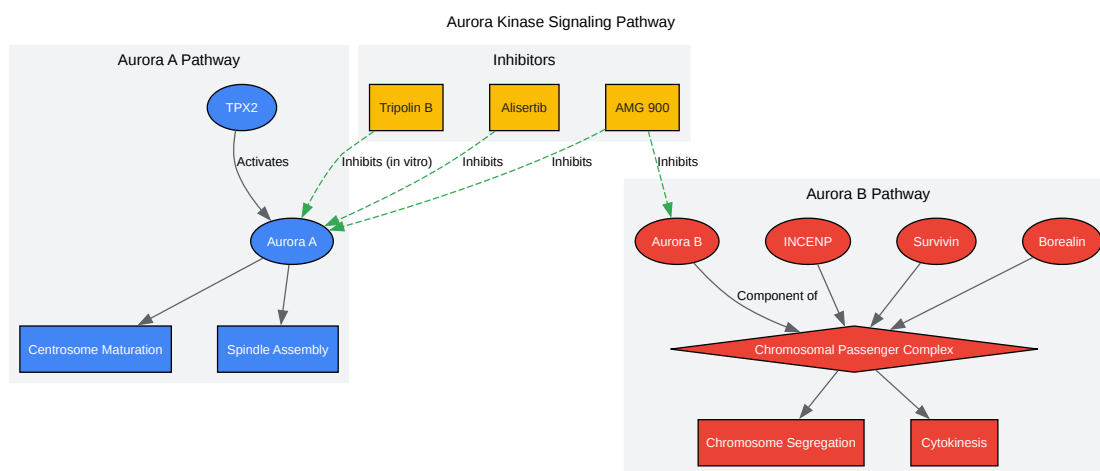 Aurora Kinase Signaling Pathway
Aurora A Pathway
Inhibitors
TPX2
Tripolin B
Alisertib
AMG 900
Activates
Inhibits (in vitro)
Inhibits
Inhibits
Inhibits
Aurora B Pathway
Aurora A
Aurora B
INCENP
Survivin
Borealin
Component of
Centrosome Maturation
Spindle Assembly
Chromosomal Passenger Complex
Chromosome Segregation
Cytokinesis